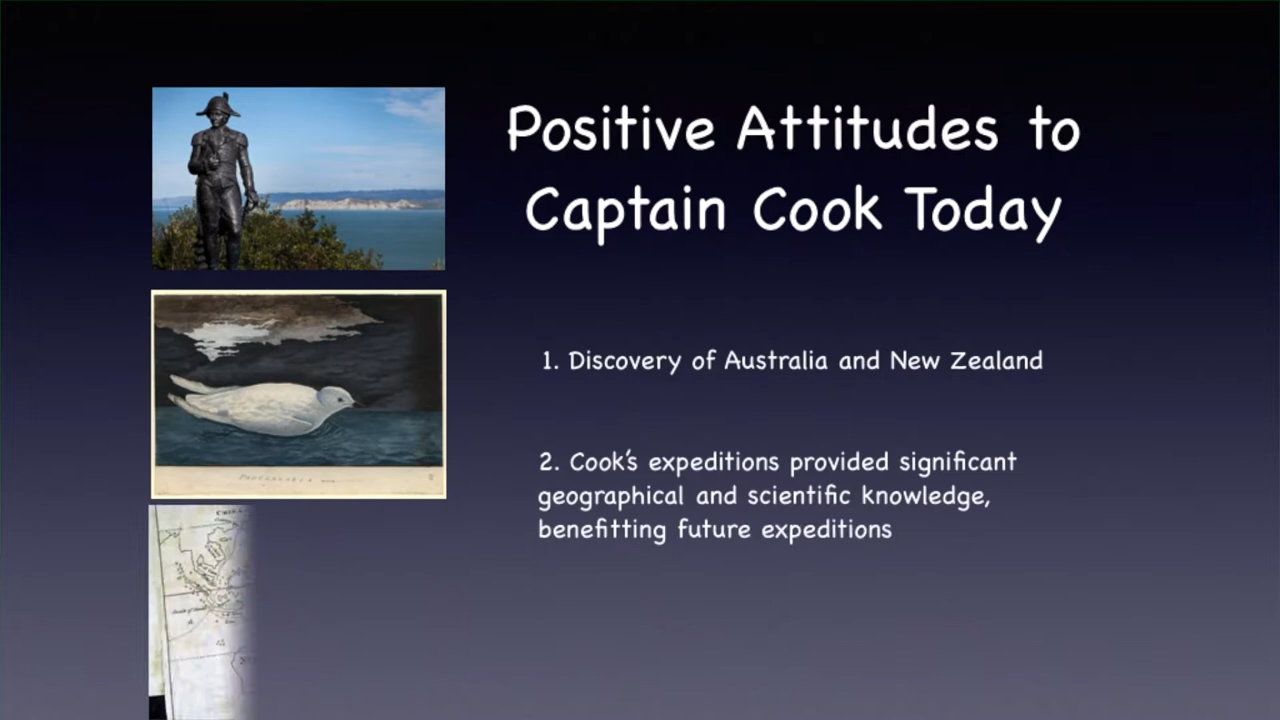 Positive Attitudes to
Captain Cook Today
1. Discovery of Australia and New Zealand
2. Cook's expeditions provided significant
geographical and scientific knowledge,
benefitting future expeditions